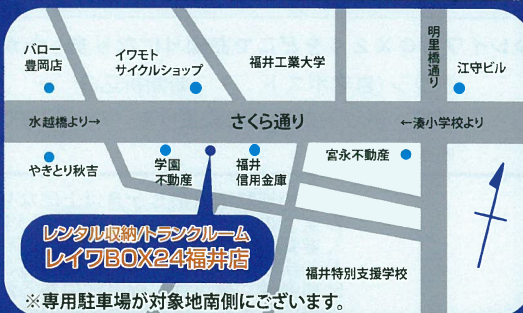 バロー
豊岡店
イワモト
サイクルショップ
福井工業大学
明里橋通り
江守ビル
水越橋より→
さくら通り
←湊小学校より
やきとり秋吉
学園
不動産
福井
信用金庫
宮永不動産
レンタル収納/トランクルーム
レイワBOX24福井店
福井特別支援学校
※専用駐車場が対象地南側にございます。